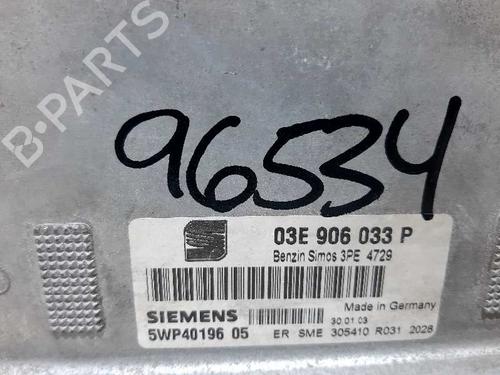 B-PARTS
96534
03E 906 033 P
Benzin Simos 3PE 4729
Made in Germany
SIEMENS
30.01.03
5WP40196 05
ER SME 305410 R031 2028